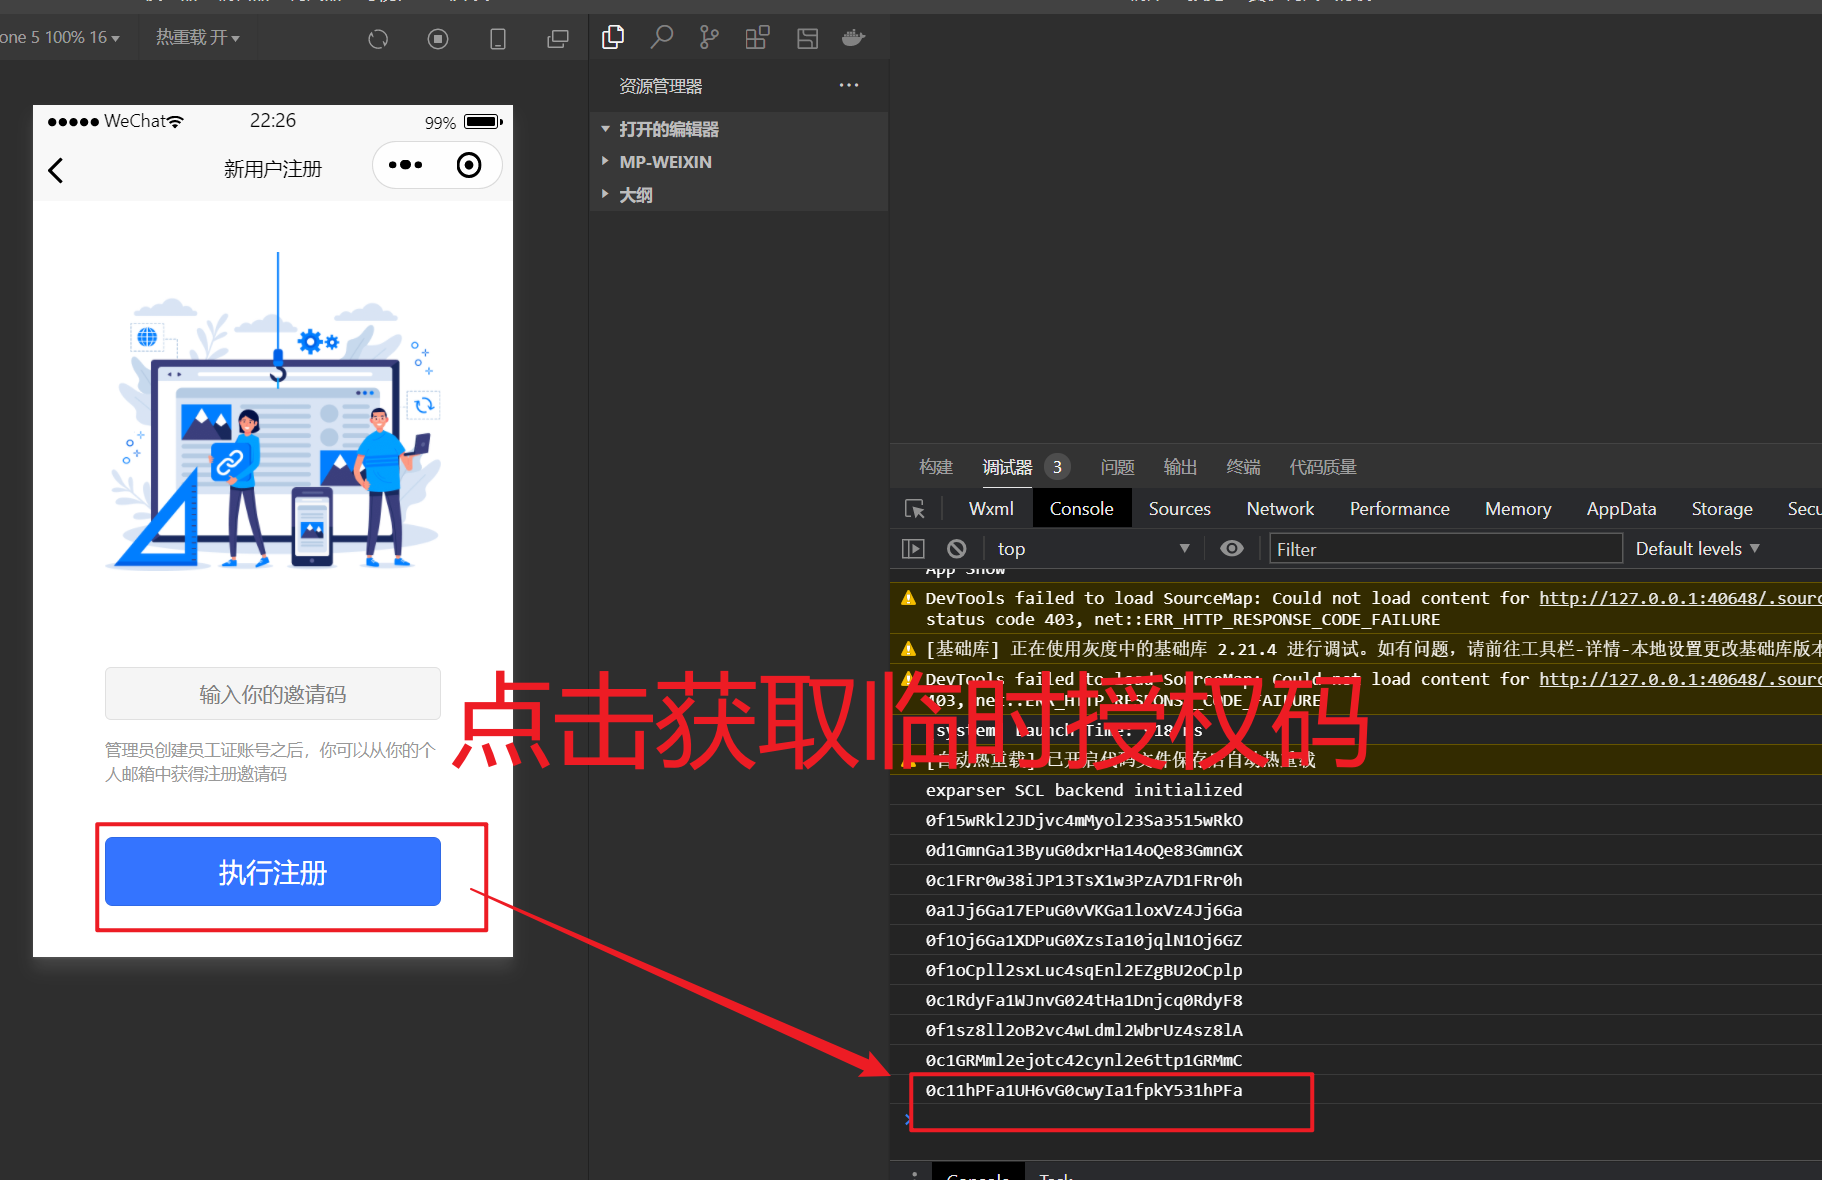 one 5 100% 16
热重载 开
WeChat
22:26
99%
新用户注册
输入你的邀请码
管理员创建员工证账号之后，你可以从你的个
人邮箱中获得注册邀请码
执行注册
资源管理器
打开的编辑器
MP-WEIXIN
大纲
点击获取临时授权码
构建 调试器 3 问题 输出 终端 代码质量
Wxml Console Sources Network Performance Memory AppData Storage Secu
top Filter Default levels
App Show
DevTools failed to load SourceMap: Could not load content for http://127.0.0.1:40648/.sourc
status code 403, net::ERR_HTTP_RESPONSE_CODE_FAILURE
[基础库] 正在使用灰度中的基础库 2.21.4 进行调试。如有问题，请前往工具栏-详情-本地设置更改基础库版本
DevTools failed to load SourceMap: Could not load content for http://127.0.0.1:40648/.sourc
403, net::ERR_HTTP_RESPONSE_CODE_FAILURE
system Launch Time: 18 ms
[自动热重载] 已开启代码文件保存后自动热重载
exparser SCL backend initialized
0f15wRkl2JDjvc4mMyol23Sa3515wRkO
0d1GmnGa13ByuG0dxrHa14oQe83GmnGX
0c1FRr0w38iJP13TsX1w3PzA7D1FRr0h
0a1Jj6Ga17EPuG0vVKGa1loxVz4Jj6Ga
0f1Oj6Ga1XDPuG0XzsIa10jqlN1Oj6GZ
0f1oCpll2sxLuc4sqEnl2EZgBU2oCplp
0c1RdyFa1WJnvG024tHa1Dnjcq0RdyF8
0f1sz8ll2oB2vc4wLdml2WbrUz4sz8lA
0c1GRMml2ejotc42cynl2e6ttp1GRMmC
0c11hPFa1UH6vG0cwyIa1fpkY531hPFa
Console Task